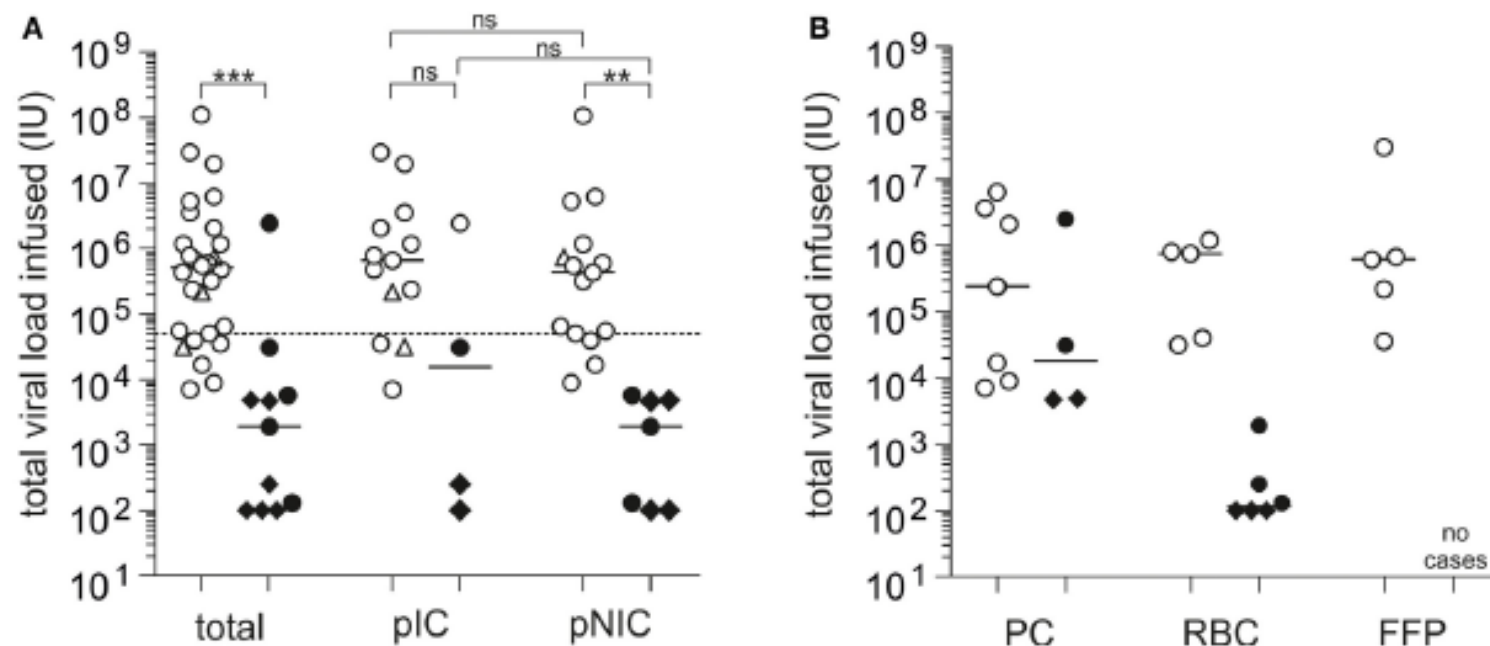 A
ns
ns
*** ns **
total viral load infused (IU)
10^9
10^8
10^7
10^6
10^5
10^4
10^3
10^2
10^1
total pIC pNIC
B
total viral load infused (IU)
10^9
10^8
10^7
10^6
10^5
10^4
10^3
10^2
10^1
no
cases
PC RBC FFP